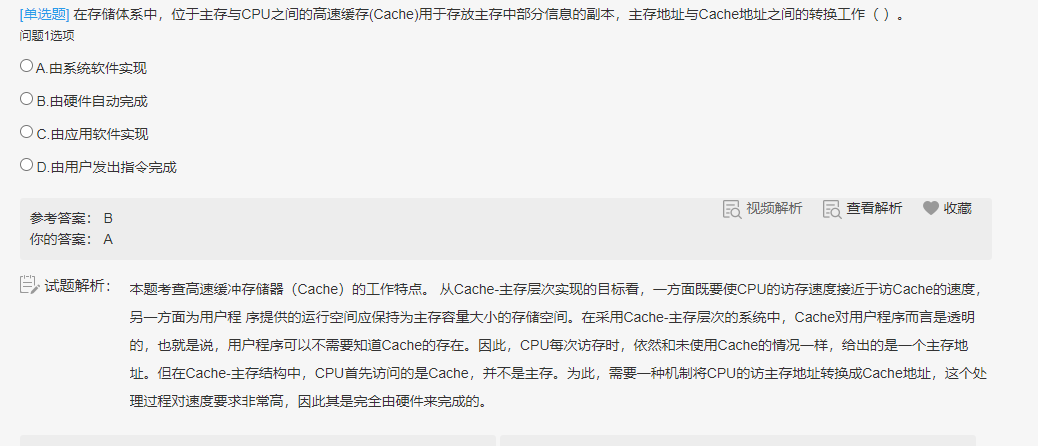 [单选题] 在存储体系中，位于主存与CPU之间的高速缓存(Cache)用于存放主存中部分信息的副本，主存地址与Cache地址之间的转换工作（ ）。
问题1选项
A.由系统软件实现
B.由硬件自动完成
C.由应用软件实现
D.由用户发出指令完成
视频解析 查看解析 收藏
参考答案： B
你的答案： A
试题解析： 本题考查高速缓冲存储器（Cache）的工作特点。 从Cache-主存层次实现的目标看，一方面既要使CPU的访存速度接近于访Cache的速度，
另一方面为用户程 序提供的运行空间应保持为主存容量大小的存储空间。在采用Cache-主存层次的系统中，Cache对用户程序而言是透明
的，也就是说，用户程序可以不需要知道Cache的存在。因此，CPU每次访存时，依然和未使用Cache的情况一样，给出的是一个主存地
址。但在Cache-主存结构中，CPU首先访问的是Cache，并不是主存。为此，需要一种机制将CPU的访主存地址转换成Cache地址，这个处
理过程对速度要求非常高，因此其是完全由硬件来完成的。